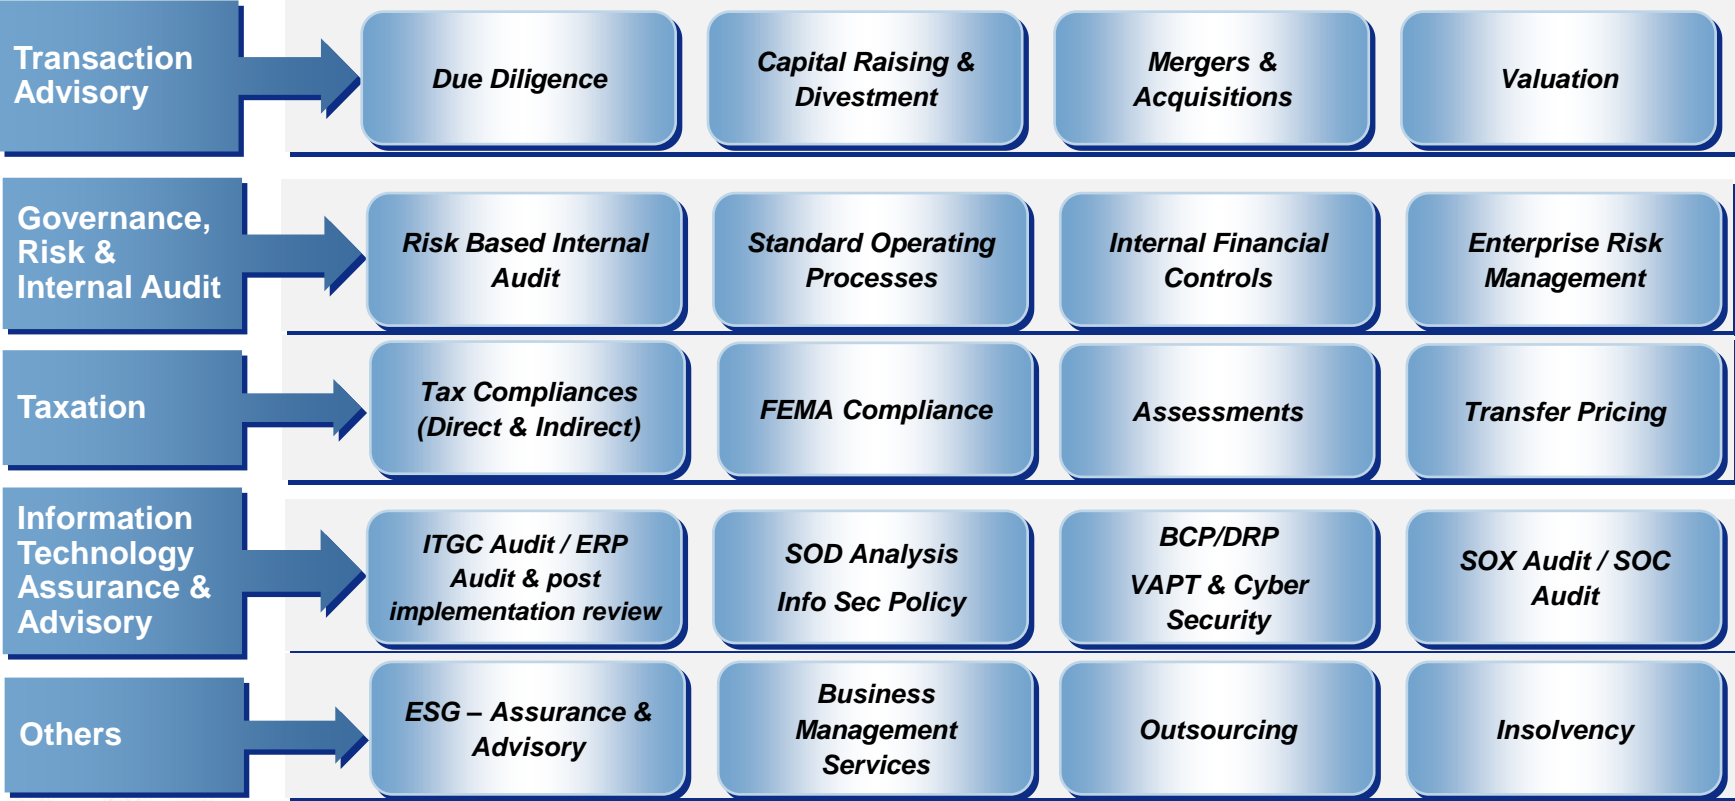 Transaction
Advisory
Due Diligence
Capital Raising &
Divestment
Mergers &
Acquisitions
Valuation
Governance,
Risk &
Internal Audit
Risk Based Internal
Audit
Standard Operating
Processes
Internal Financial
Controls
Enterprise Risk
Management
Taxation
Tax Compliances
(Direct & Indirect)
FEMA Compliance
Assessments
Transfer Pricing
Information
Technology
Assurance &
Advisory
ITGC Audit / ERP
Audit & post
implementation review
SOD Analysis
Info Sec Policy
BCP/DRP
VAPT & Cyber
Security
SOX Audit / SOC
Audit
Others
ESG – Assurance &
Advisory
Business
Management
Services
Outsourcing
Insolvency